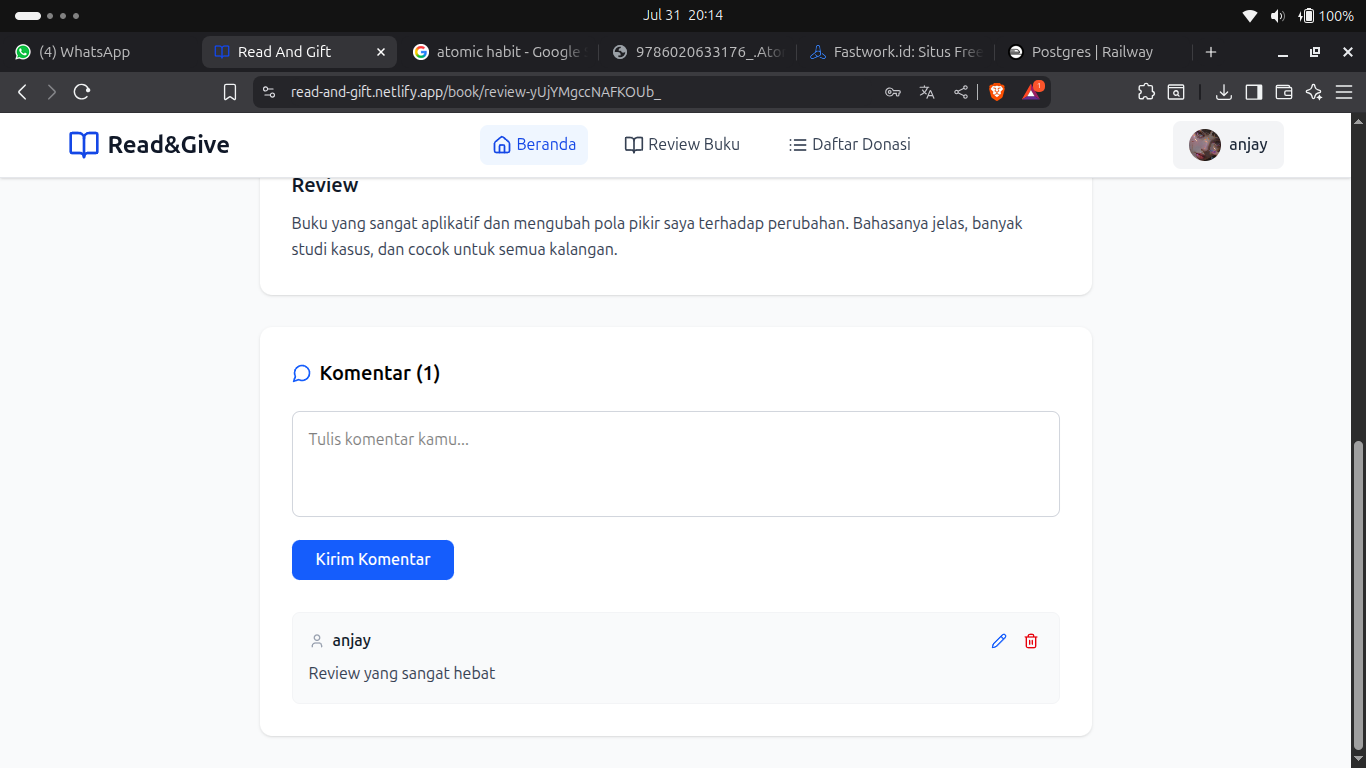 Jul 31 20:14
100%
(4) WhatsApp
Read And Gift
atomic habit - Google
9786020633176_.Ato
Fastwork.id: Situs Free
Postgres | Railway
read-and-gift.netlify.app/book/review-yUjYMgccNAFKOUb_
1
Read&Give
Beranda
Review Buku
Daftar Donasi
anjay
Review
Buku yang sangat aplikatif dan mengubah pola pikir saya terhadap perubahan. Bahasanya jelas, banyak
studi kasus, dan cocok untuk semua kalangan.
Komentar (1)
Tulis komentar kamu...
Kirim Komentar
anjay
Review yang sangat hebat